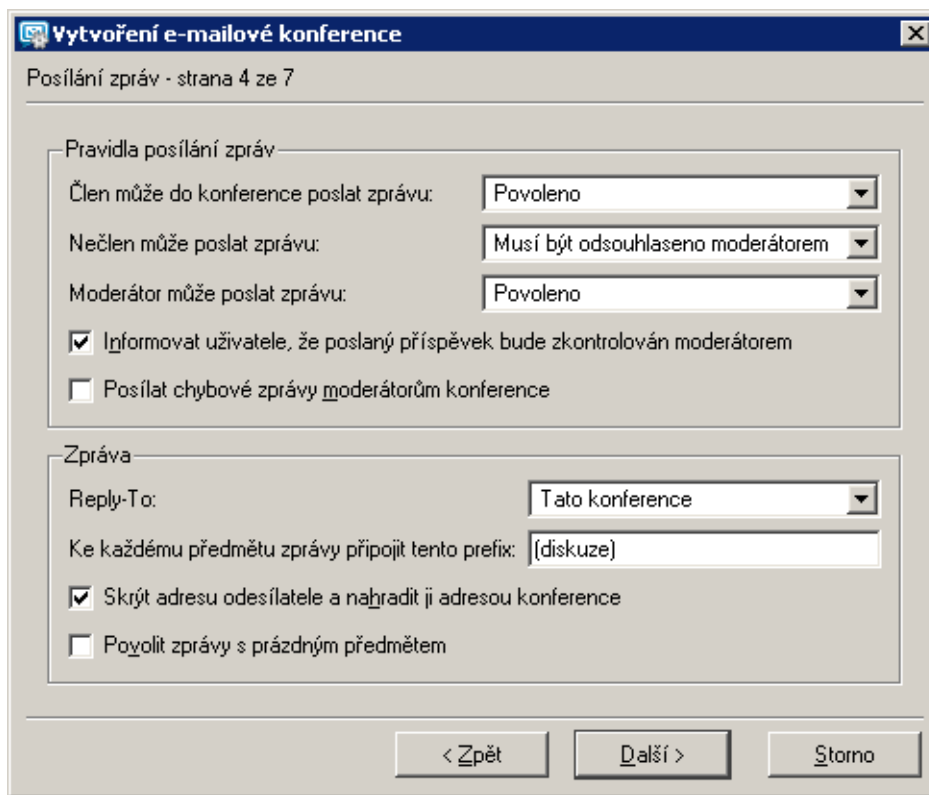 Vytvoření e-mailové konference
Posílání zpráv - strana 4 ze 7
Pravidla posílání zpráv
Člen může do konference poslat zprávu: Povoleno
Nečlen může poslat zprávu: Musí být odsouhlaseno moderátorem
Moderátor může poslat zprávu: Povoleno
Informovat uživatele, že poslaný příspěvek bude zkontrolován moderátorem
Posílat chybové zprávy moderátorům konference
Zpráva
Reply-To: Tato konference
Ke každému předmětu zprávy připojit tento prefix: (diskuze)
Skrýt adresu odesílatele a nahradit ji adresou konference
Povolit zprávy s prázdným předmětem
< Zpět Další > Storno